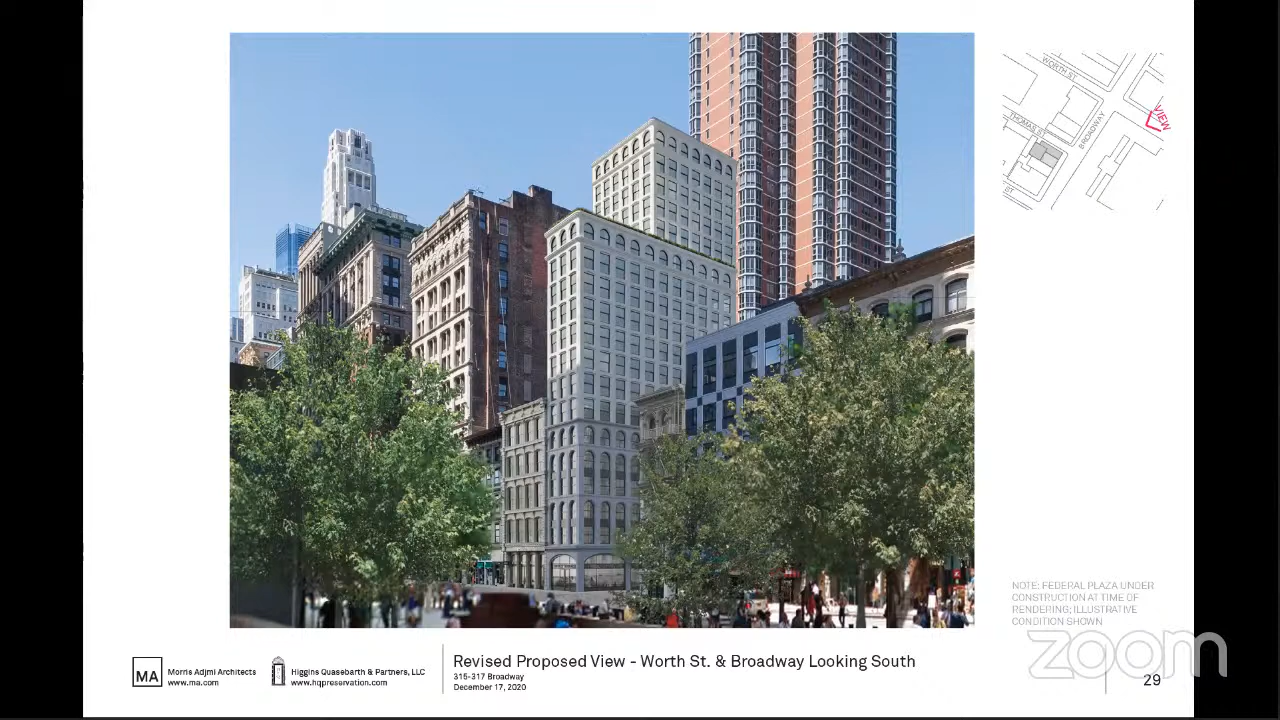 WORTH ST
THOMAS ST
BROADWAY
VIEW
ST
NOTE: FEDERAL PLAZA UNDER
CONSTRUCTION AT TIME OF
RENDERING; ILLUSTRATIVE
CONDITION SHOWN
zoom
MA
Morris Adjmi Architects
www.ma.com
Higgins Quasebarth & Partners, LLC
www.hqpreservation.com
Revised Proposed View - Worth St. & Broadway Looking South
315-317 Broadway
December 17, 2020
29